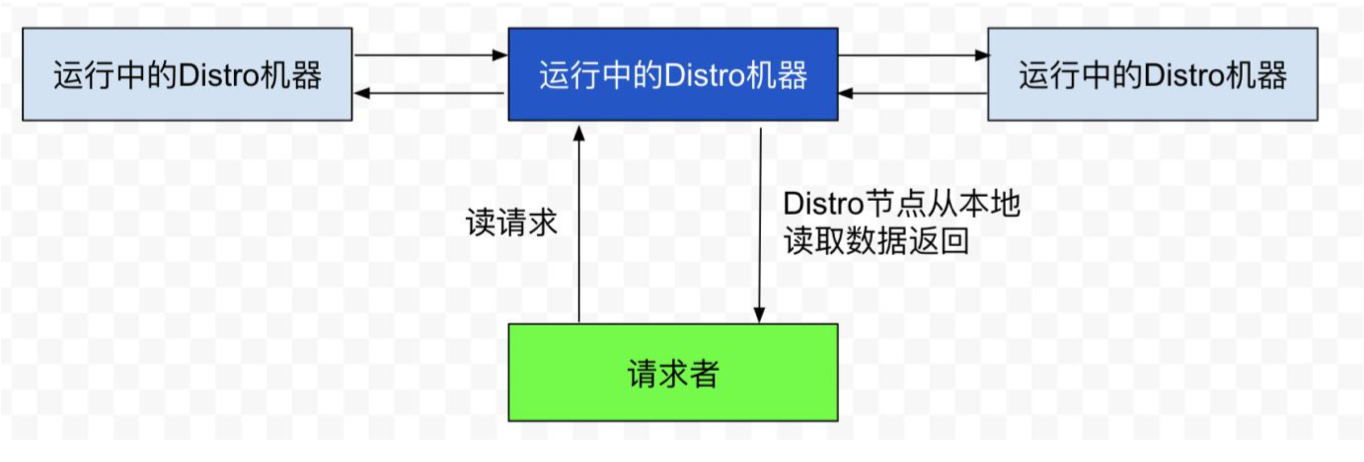 运行中的Distro机器
运行中的Distro机器
运行中的Distro机器
读请求
Distro节点从本地
读取数据返回
请求者